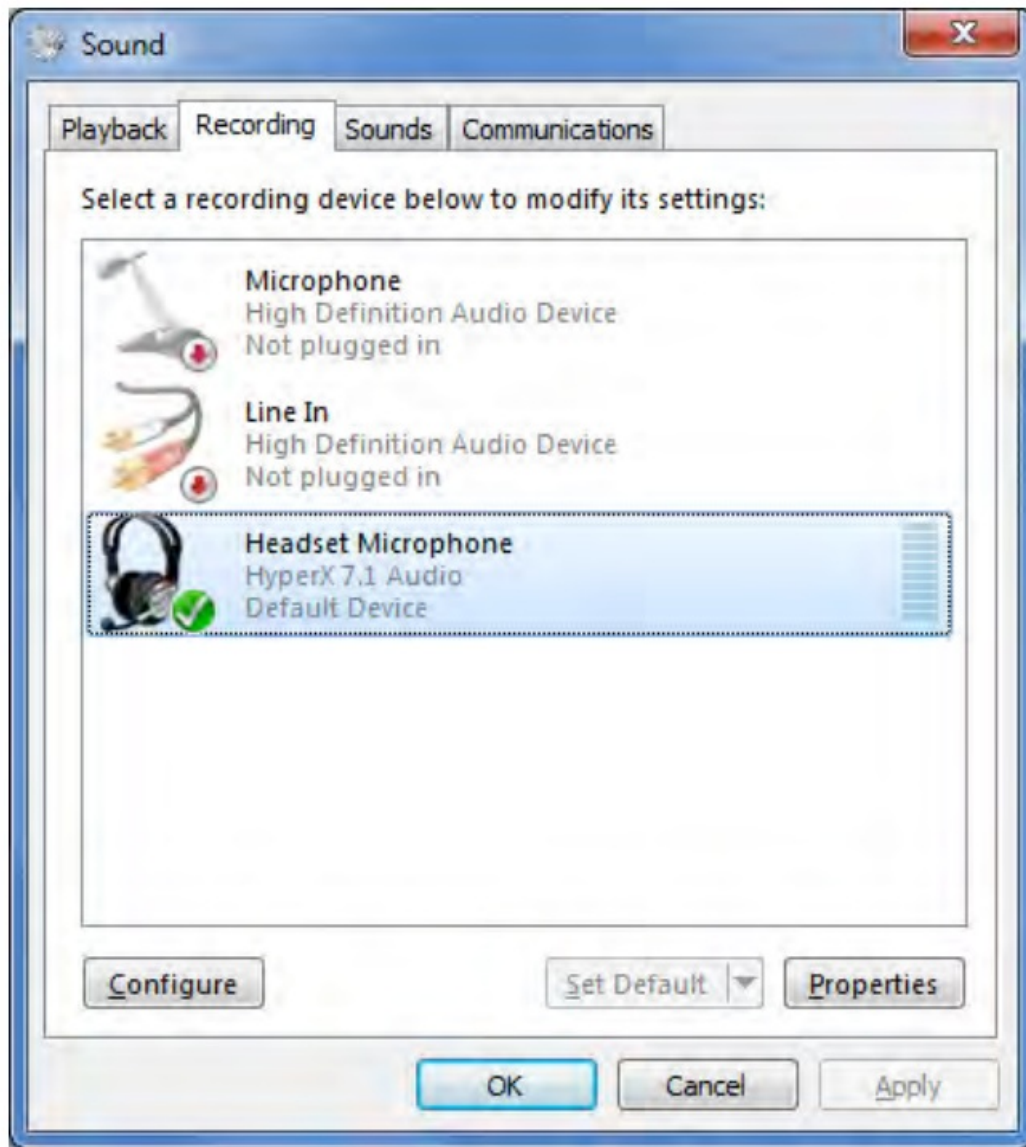 Sound
Playback Recording Sounds Communications
Select a recording device below to modify its settings:
Microphone
High Definition Audio Device
Not plugged in
Line In
High Definition Audio Device
Not plugged in
Headset Microphone
HyperX 7.1 Audio
Default Device
Configure Set Default Properties
OK Cancel Apply